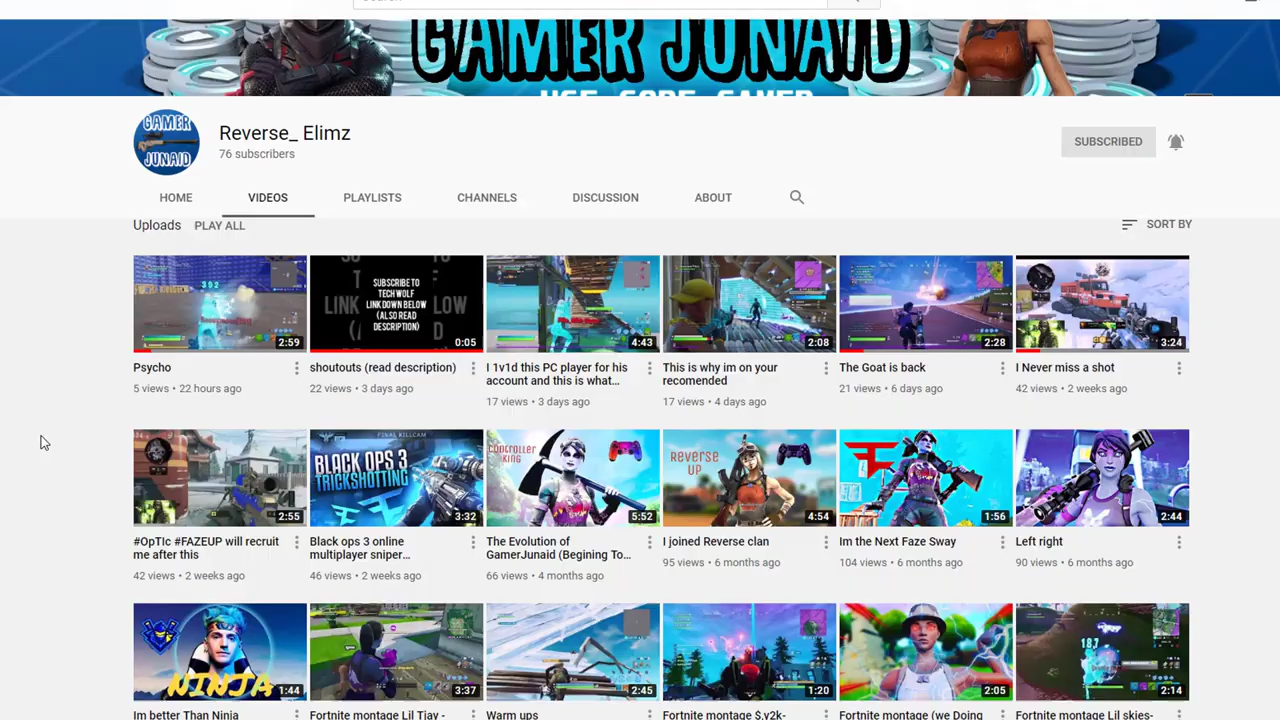 GAMER JUNAID
USE CODE GAMER
GAMER
JUNAID
Reverse_ Elimz
76 subscribers
SUBSCRIBED
HOME VIDEOS PLAYLISTS CHANNELS DISCUSSION ABOUT
Uploads PLAY ALL SORT BY
392
2:59
SUBSCRIBE TO
TECH WOLF
LINK DOWN BELOW
(ALSO READ
DESCRIPTION)
0:05
4:43
2:08
2:28
3:24
Psycho
5 views • 22 hours ago
shoutouts (read description)
22 views • 3 days ago
I 1v1d this PC player for his
account and this is what...
17 views • 3 days ago
This is why im on your
recomended
17 views • 4 days ago
The Goat is back
21 views • 6 days ago
I Never miss a shot
42 views • 2 weeks ago
2:55
FINAL KILLCAM
BLACK OPS 3
TRICKSHOTTING
3:32
CONTROLLER
KING
5:52
REVERSE
UP
4:54
1:56
2:44
#OpTIc #FAZEUP will recruit
me after this
42 views • 2 weeks ago
Black ops 3 online
multiplayer sniper...
46 views • 2 weeks ago
The Evolution of
GamerJunaid (Begining To...
66 views • 4 months ago
I joined Reverse clan
95 views • 6 months ago
Im the Next Faze Sway
104 views • 6 months ago
Left right
90 views • 6 months ago
NINJA
1:44
3:37
2:45
1:20
187
2:05
2:14
Im better Than Ninja
Fortnite montage Lil Tjay -
Warm ups
Fortnite montage $.y2k-
Fortnite montage (we Doing
Fortnite montage Lil skies-